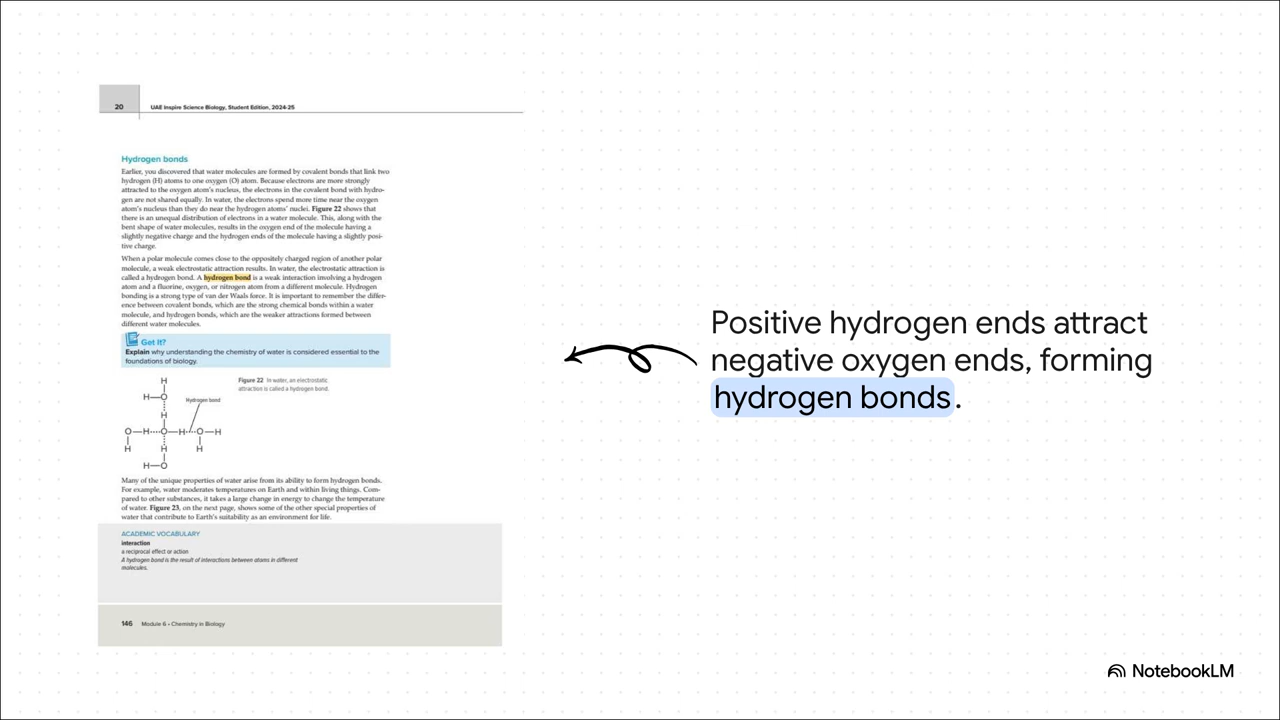 20 UAE Inspire Science Biology, Student Edition, 2024-25
Hydrogen bonds
Earlier, you discovered that water molecules are formed by covalent bonds that link two
hydrogen (H) atoms to one oxygen (O) atom. Because electrons are more strongly
attracted to the oxygen atom's nucleus, the electrons in the covalent bond with hydro-
gen are not shared equally. In water, the electrons spend more time near the oxygen
atom's nucleus than they do near the hydrogen atoms' nuclei. Figure 22 shows that
there is an unequal distribution of electrons in a water molecule. This, along with the
bent shape of water molecules, results in the oxygen end of the molecule having a
slightly negative charge and the hydrogen ends of the molecule having a slightly posi-
tive charge.
When a polar molecule comes close to the oppositely charged region of another polar
molecule, a weak electrostatic attraction results. In water, the electrostatic attraction is
called a hydrogen bond. A hydrogen bond is a weak interaction involving a hydrogen
atom and a fluorine, oxygen, or nitrogen atom from a different molecule. Hydrogen
bonding is a strong type of van der Waals force. It is important to remember the differ-
ence between covalent bonds, which are the strong chemical bonds within a water
molecule, and hydrogen bonds, which are the weaker attractions formed between
different water molecules.
Get It?
Explain why understanding the chemistry of water is considered essential to the
foundations of biology.
Figure 22 In water, an electrostatic
attraction is called a hydrogen bond.
H
H—O
Hydrogen bond
H
O—H O—H O—H
H H H
H—O
Many of the unique properties of water arise from its ability to form hydrogen bonds.
For example, water moderates temperatures on Earth and within living things. Com-
pared to other substances, it takes a large change in energy to change the temperature
of water. Figure 23, on the next page, shows some of the other special properties of
water that contribute to Earth's suitability as an environment for life.
ACADEMIC VOCABULARY
interaction
a reciprocal effect or action
A hydrogen bond is the result of interactions between atoms in different
molecules.
146 Module 6 • Chemistry in Biology
Positive hydrogen ends attract
negative oxygen ends, forming
hydrogen bonds.
NotebookLM